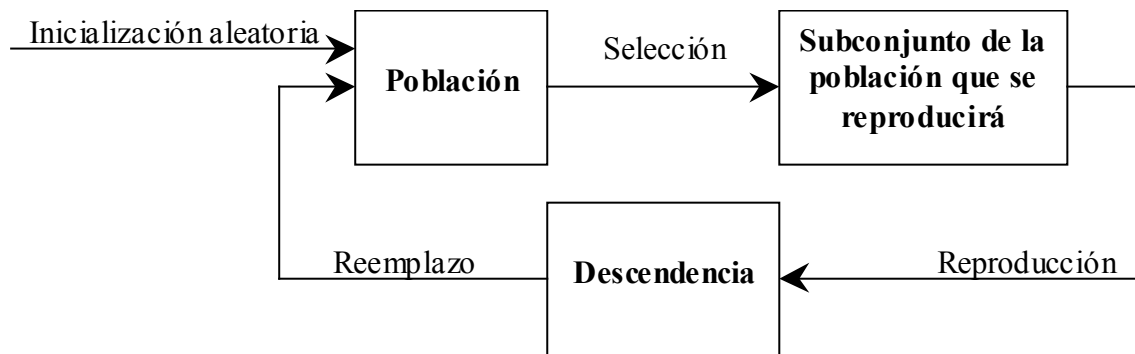 Inicialización aleatoria
Población
Selección
Subconjunto de la
población que se
reproducirá
Reemplazo
Descendencia
Reproducción